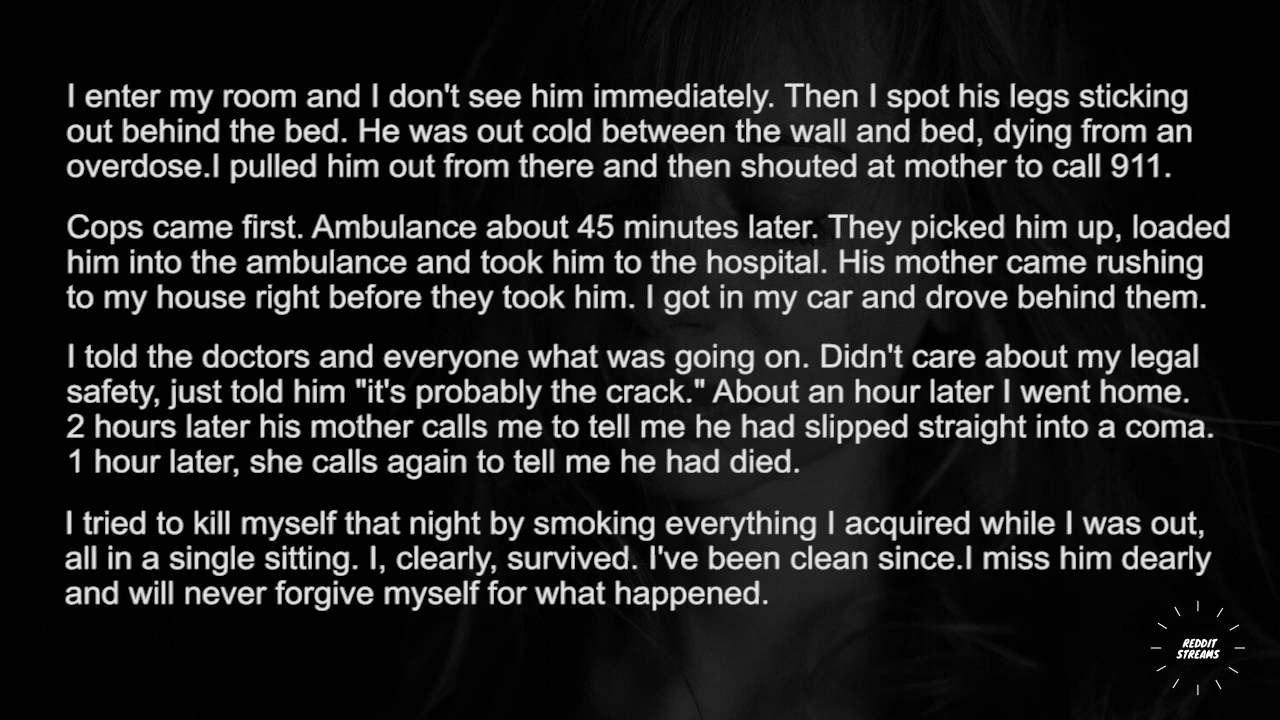 I enter my room and I don't see him immediately. Then I spot his legs sticking
out behind the bed. He was out cold between the wall and bed, dying from an
overdose.I pulled him out from there and then shouted at mother to call 911.
Cops came first. Ambulance about 45 minutes later. They picked him up, loaded
him into the ambulance and took him to the hospital. His mother came rushing
to my house right before they took him. I got in my car and drove behind them.
I told the doctors and everyone what was going on. Didn't care about my legal
safety, just told him "it's probably the crack." About an hour later I went home.
2 hours later his mother calls me to tell me he had slipped straight into a coma.
1 hour later, she calls again to tell me he had died.
I tried to kill myself that night by smoking everything I acquired while I was out,
all in a single sitting. I, clearly, survived. I've been clean since.I miss him dearly
and will never forgive myself for what happened.
REDDIT
STREAMS